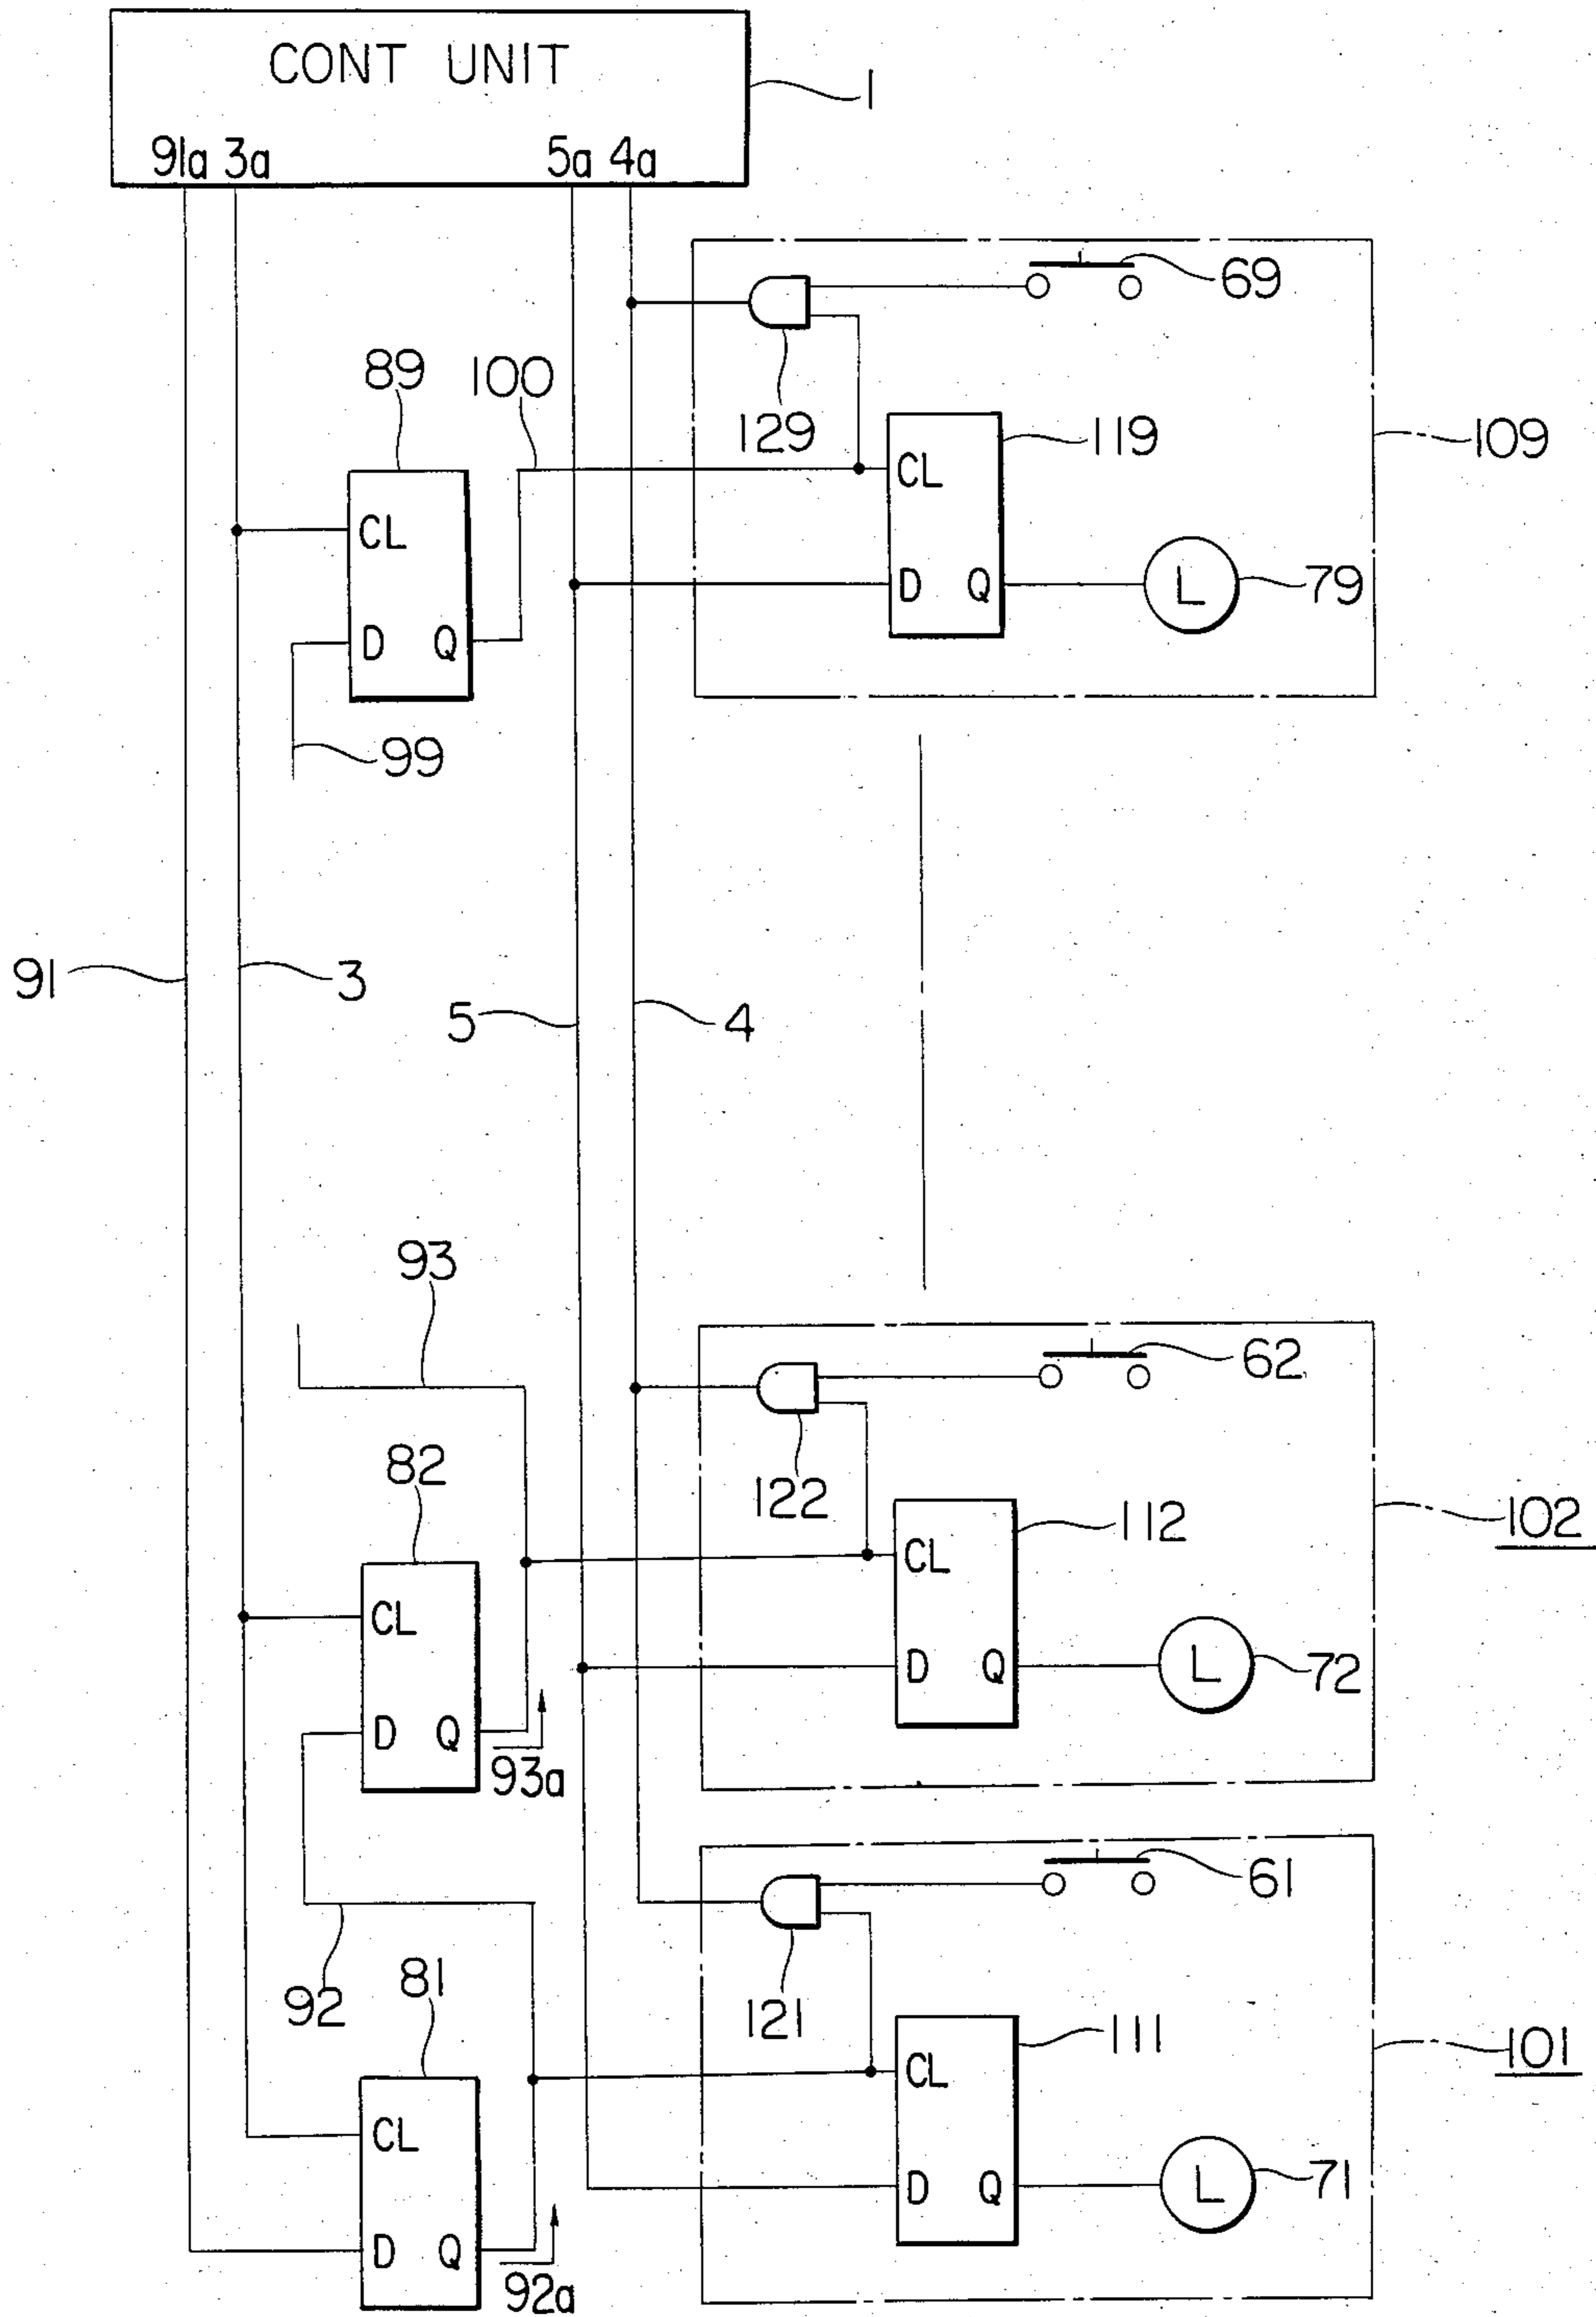 CONT UNIT
1
91a 3a 5a 4a
69
89 100
129 119 109
CL
CL
D Q L 79
D Q
99
91 3
5 4
93
62
82
122 112 102
CL
CL
D Q L 72
D Q
93a
61
92 81
121 111 101
CL
CL
D Q L 71
D Q
92a